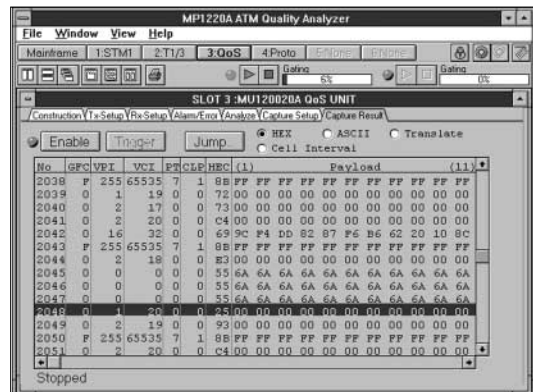 MP1220A ATM Quality Analyzer
File Window View Help
Mainframe 1:STM1 2:T1/3 3:QoS 4:Proto 5:None 6:None
Gating 6% Gating 0%
SLOT 3 :MU120020A QoS UNIT
Construction Tx-Setup Rx-Setup Alarm/Error Analyze Capture Setup Capture Result
Enable Trigger Jump... HEX ASCII Translate
Cell Interval
No GFC VPI VCI PT CLP HEC (1) Payload (11)
2038 F 255 65535 7 1 8B FF FF FF FF FF FF FF FF FF FF
2039 0 1 19 0 0 72 00 00 00 00 00 00 00 00 00 00
2040 0 2 17 0 0 73 00 00 00 00 00 00 00 00 00 00
2041 0 2 20 0 0 C4 00 00 00 00 00 00 00 00 00 00
2042 0 16 32 0 0 69 9C F4 DD 82 87 F6 B6 62 20 10 8C
2043 F 255 65535 7 1 8B FF FF FF FF FF FF FF FF FF FF
2044 0 2 18 0 0 E3 00 00 00 00 00 00 00 00 00 00
2045 0 0 0 0 0 55 6A 6A 6A 6A 6A 6A 6A 6A 6A 6A
2046 0 0 0 0 0 55 6A 6A 6A 6A 6A 6A 6A 6A 6A 6A
2047 0 0 0 0 0 55 6A 6A 6A 6A 6A 6A 6A 6A 6A 6A
2048 0 1 20 0 0 25 00 00 00 00 00 00 00 00 00 00
2049 0 2 19 0 0 93 00 00 00 00 00 00 00 00 00 00
2050 F 255 65535 7 1 8B FF FF FF FF FF FF FF FF FF FF
2051 0 2 20 0 0 C4 00 00 00 00 00 00 00 00 00 00
Stopped